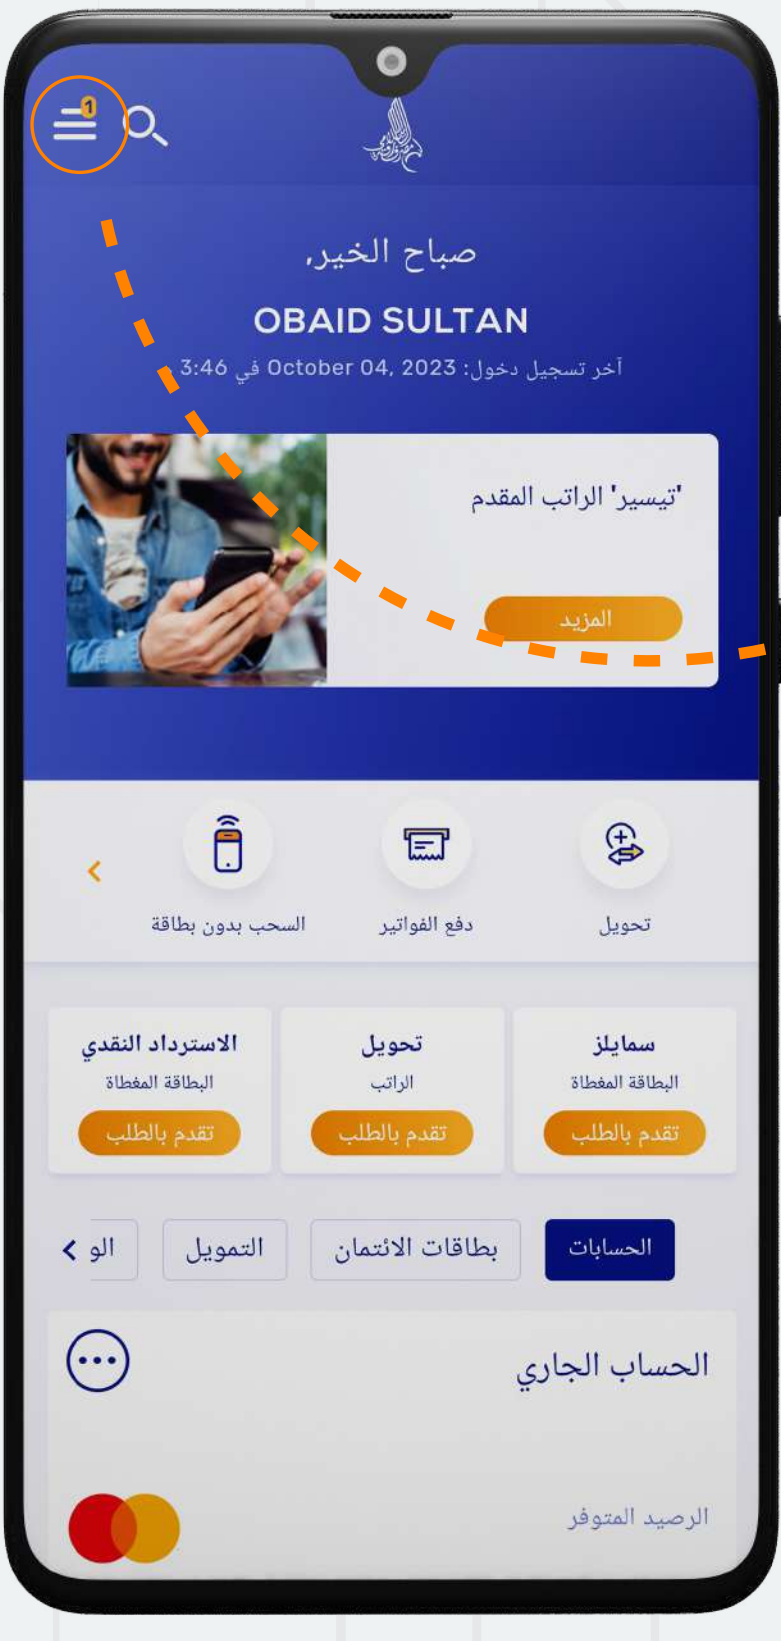 1
صباح الخير,
OBAID SULTAN
آخر تسجيل دخول: October 04, 2023 في 3:46
'تيسير' الراتب المقدم
المزيد
تحويل
دفع الفواتير
السحب بدون بطاقة
سمايلز
البطاقة المغطاة
تقدم بالطلب
تحويل
الراتب
تقدم بالطلب
الاسترداد النقدي
البطاقة المغطاة
تقدم بالطلب
الحسابات
بطاقات الائتمان
التمويل
الو
الحساب الجاري
الرصيد المتوفر